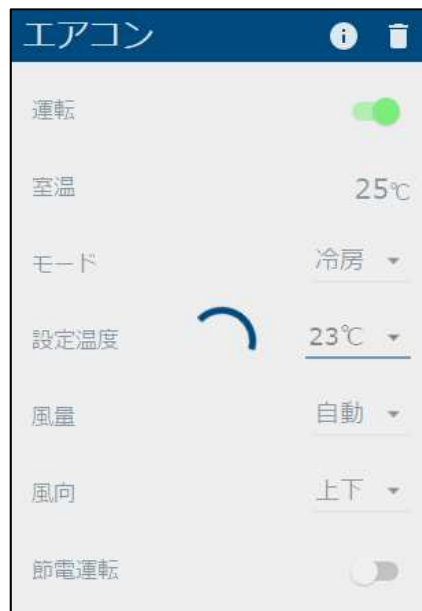 エアコン
運転
室温 25℃
モード 冷房
設定温度 23℃
風量 自動
風向 上下
節電運転